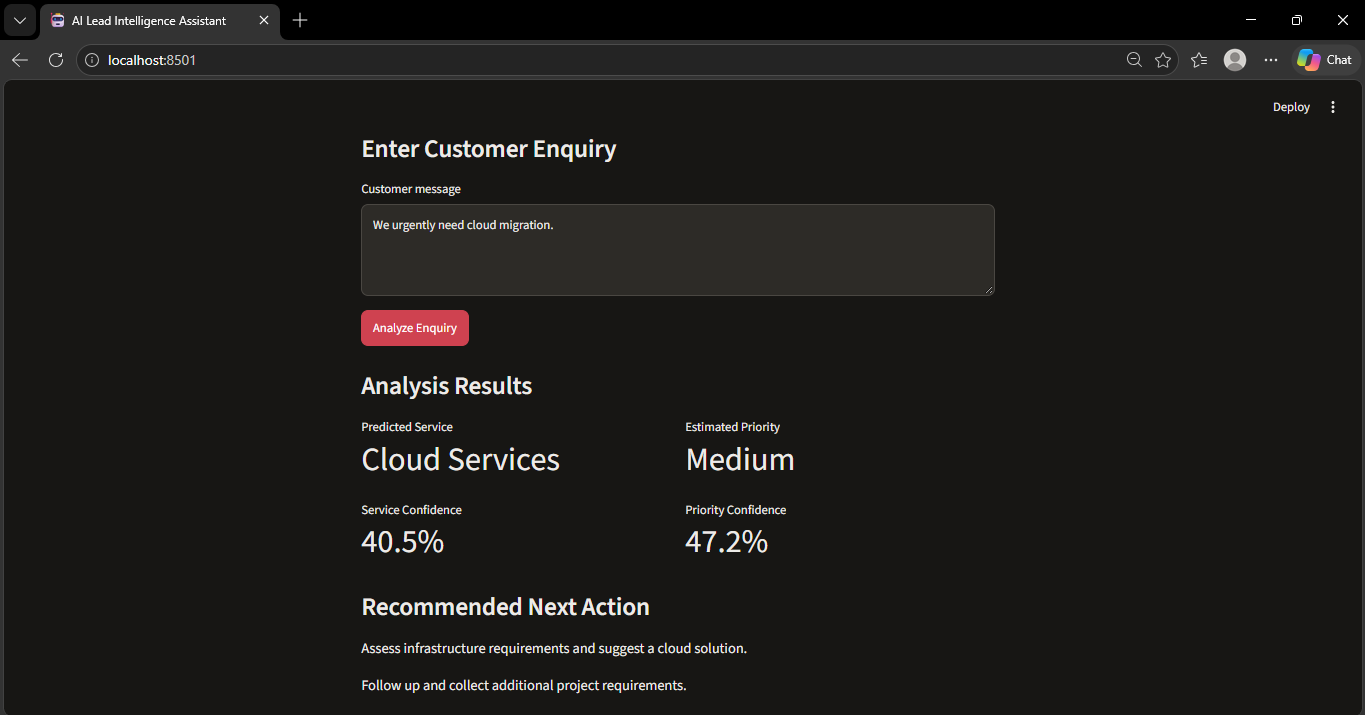 AI Lead Intelligence Assistant
localhost:8501
Chat
Deploy
Enter Customer Enquiry
Customer message
We urgently need cloud migration.
Analyze Enquiry
Analysis Results
Predicted Service
Estimated Priority
Cloud Services
Medium
Service Confidence
Priority Confidence
40.5%
47.2%
Recommended Next Action
Assess infrastructure requirements and suggest a cloud solution.
Follow up and collect additional project requirements.